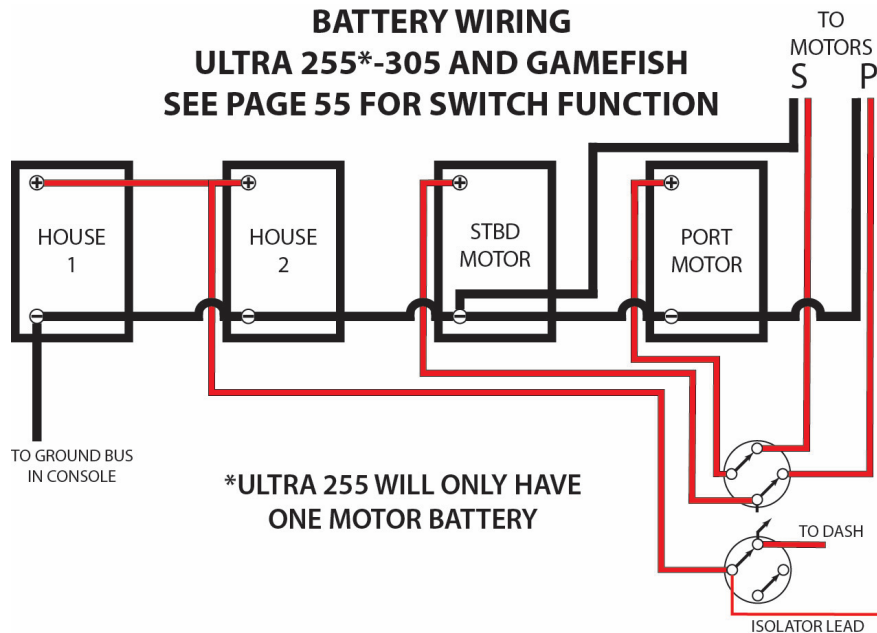 BATTERY WIRING
ULTRA 255*-305 AND GAMEFISH
SEE PAGE 55 FOR SWITCH FUNCTION
TO
MOTORS
S P
+ + + +
HOUSE
1
HOUSE
2
STBD
MOTOR
PORT
MOTOR
− − − −
TO GROUND BUS
IN CONSOLE
*ULTRA 255 WILL ONLY HAVE
ONE MOTOR BATTERY
TO DASH
ISOLATOR LEAD